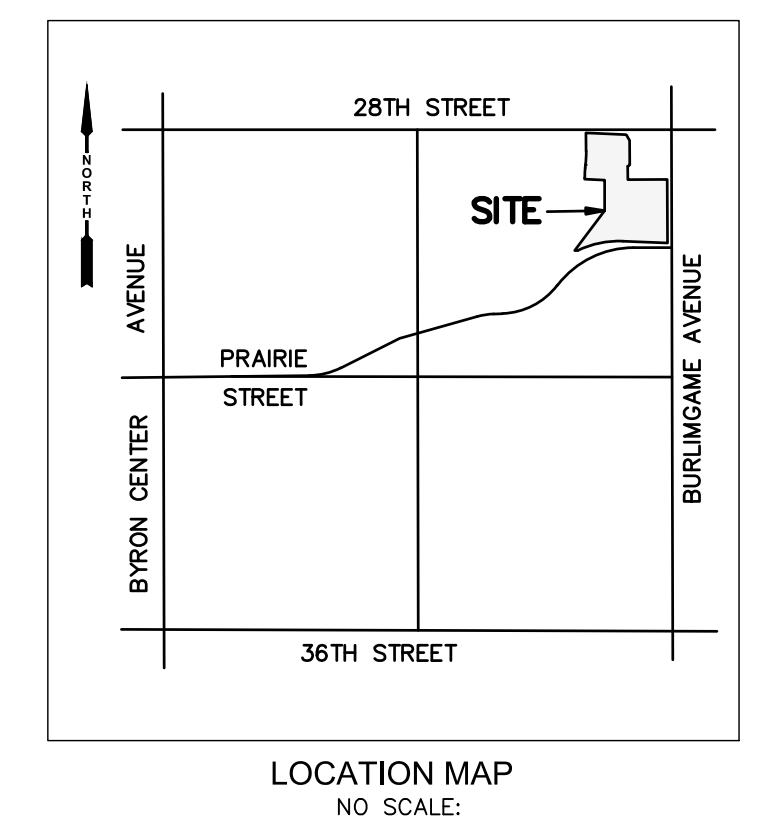 28TH STREET
NORTH
SITE
AVENUE
BURLIMGAME AVENUE
PRAIRIE
STREET
BYRON CENTER
36TH STREET
LOCATION MAP
NO SCALE: